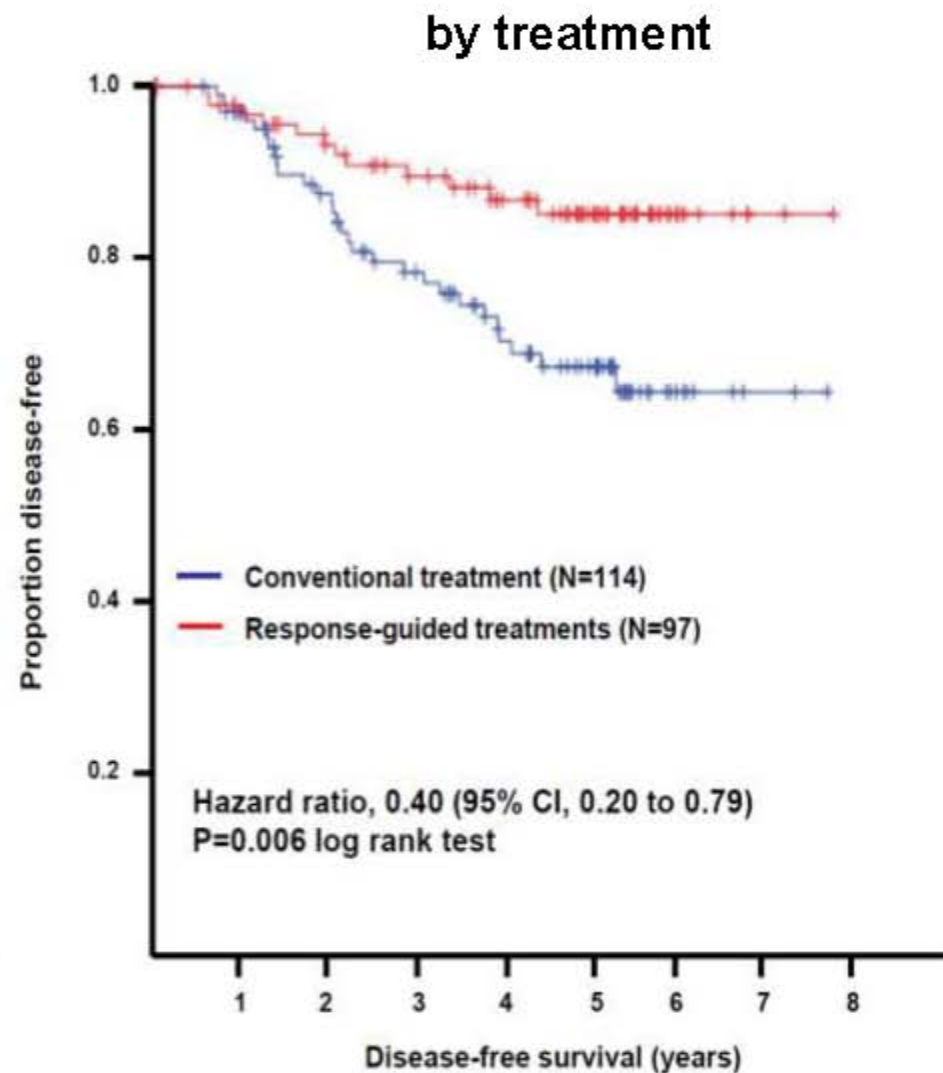 by treatment
1.0
0.8
0.6
0.4
0.2
Proportion disease-free
Conventional treatment (N=114)
Response-guided treatments (N=97)
Hazard ratio, 0.40 (95% CI, 0.20 to 0.79)
P=0.006 log rank test
1 2 3 4 5 6 7 8
Disease-free survival (years)